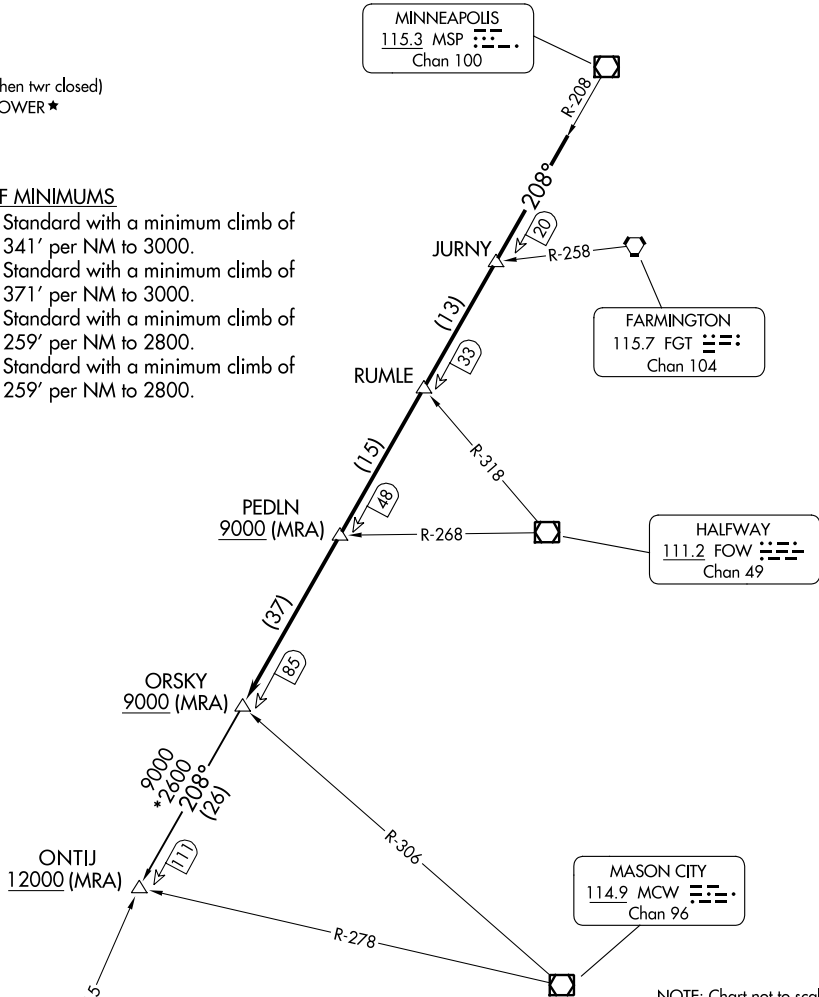 MINNEAPOLIS
115.3 MSP
Chan 100
hen twr closed)
OWER★
R-208
208°
F MINIMUMS
Standard with a minimum climb of
341' per NM to 3000.
Standard with a minimum climb of
371' per NM to 3000.
Standard with a minimum climb of
259' per NM to 2800.
Standard with a minimum climb of
259' per NM to 2800.
20
JURNY
R-258
FARMINGTON
115.7 FGT
Chan 104
(13)
33
RUMLE
(15)
R-318
48
PEDLN
9000 (MRA)
R-268
HALFWAY
111.2 FOW
Chan 49
(37)
85
ORSKY
9000 (MRA)
9000
*2600
208°
(26)
R-306
111
ONTIJ
12000 (MRA)
MASON CITY
114.9 MCW
Chan 96
R-278
5
NOTE: Chart not to scal